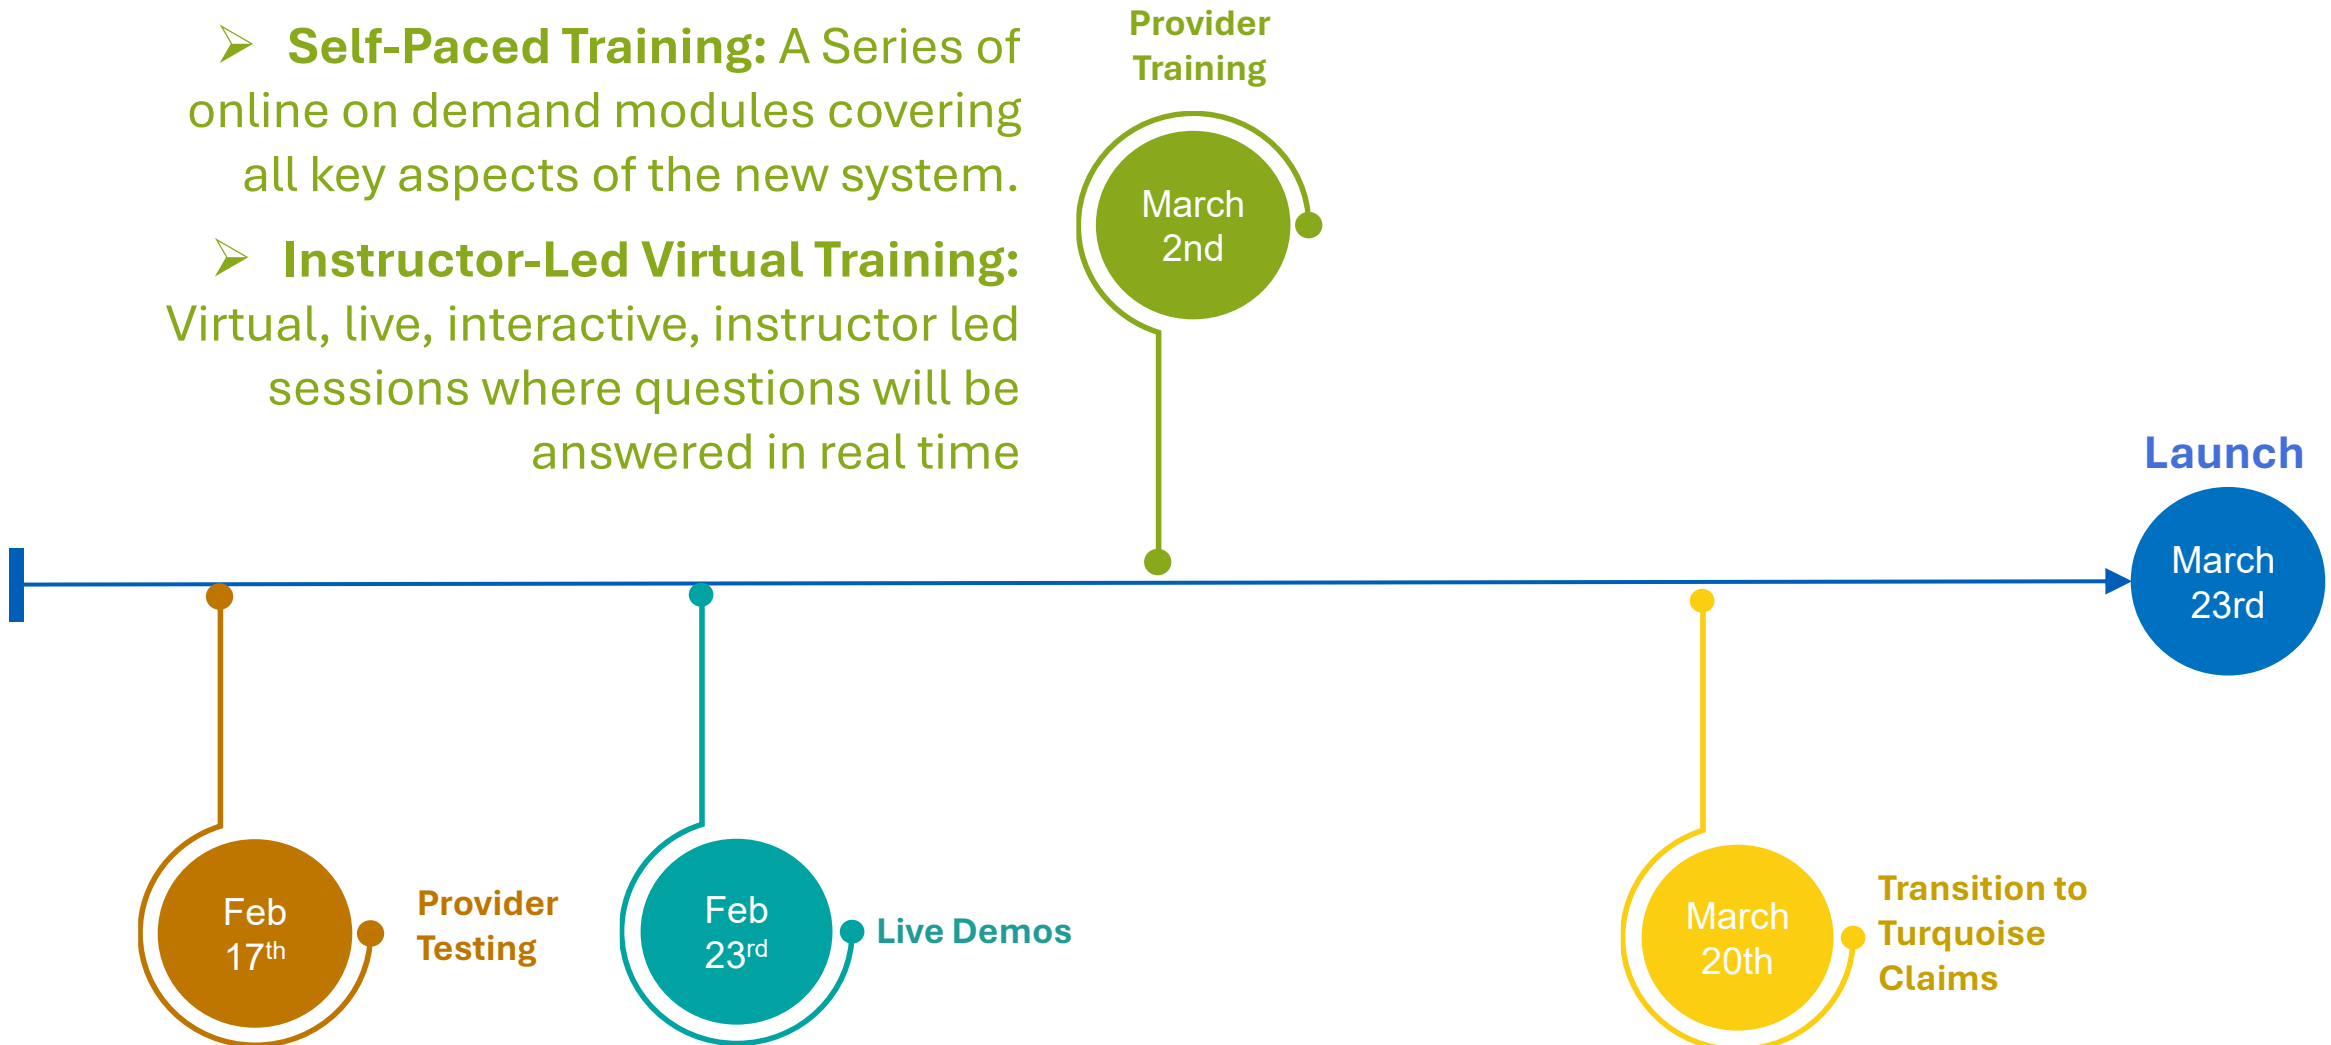 ➢ Self-Paced Training: A Series of
online on demand modules covering
all key aspects of the new system.
➢ Instructor-Led Virtual Training:
Virtual, live, interactive, instructor led
sessions where questions will be
answered in real time
Provider
Training
March
2nd
Launch
March
23rd
Feb
17th
Provider
Testing
Feb
23rd
Live Demos
March
20th
Transition to
Turquoise
Claims